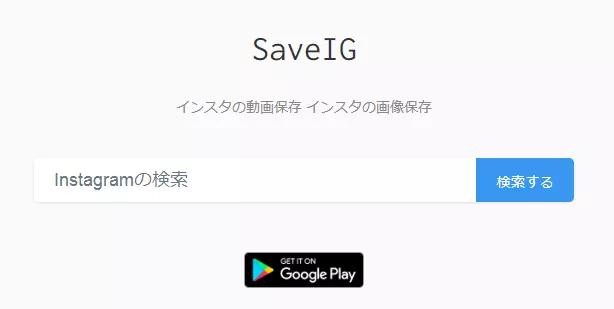 SaveIG
インスタの動画保存 インスタの画像保存
Instagramの検索
検索する
GET IT ON
Google Play